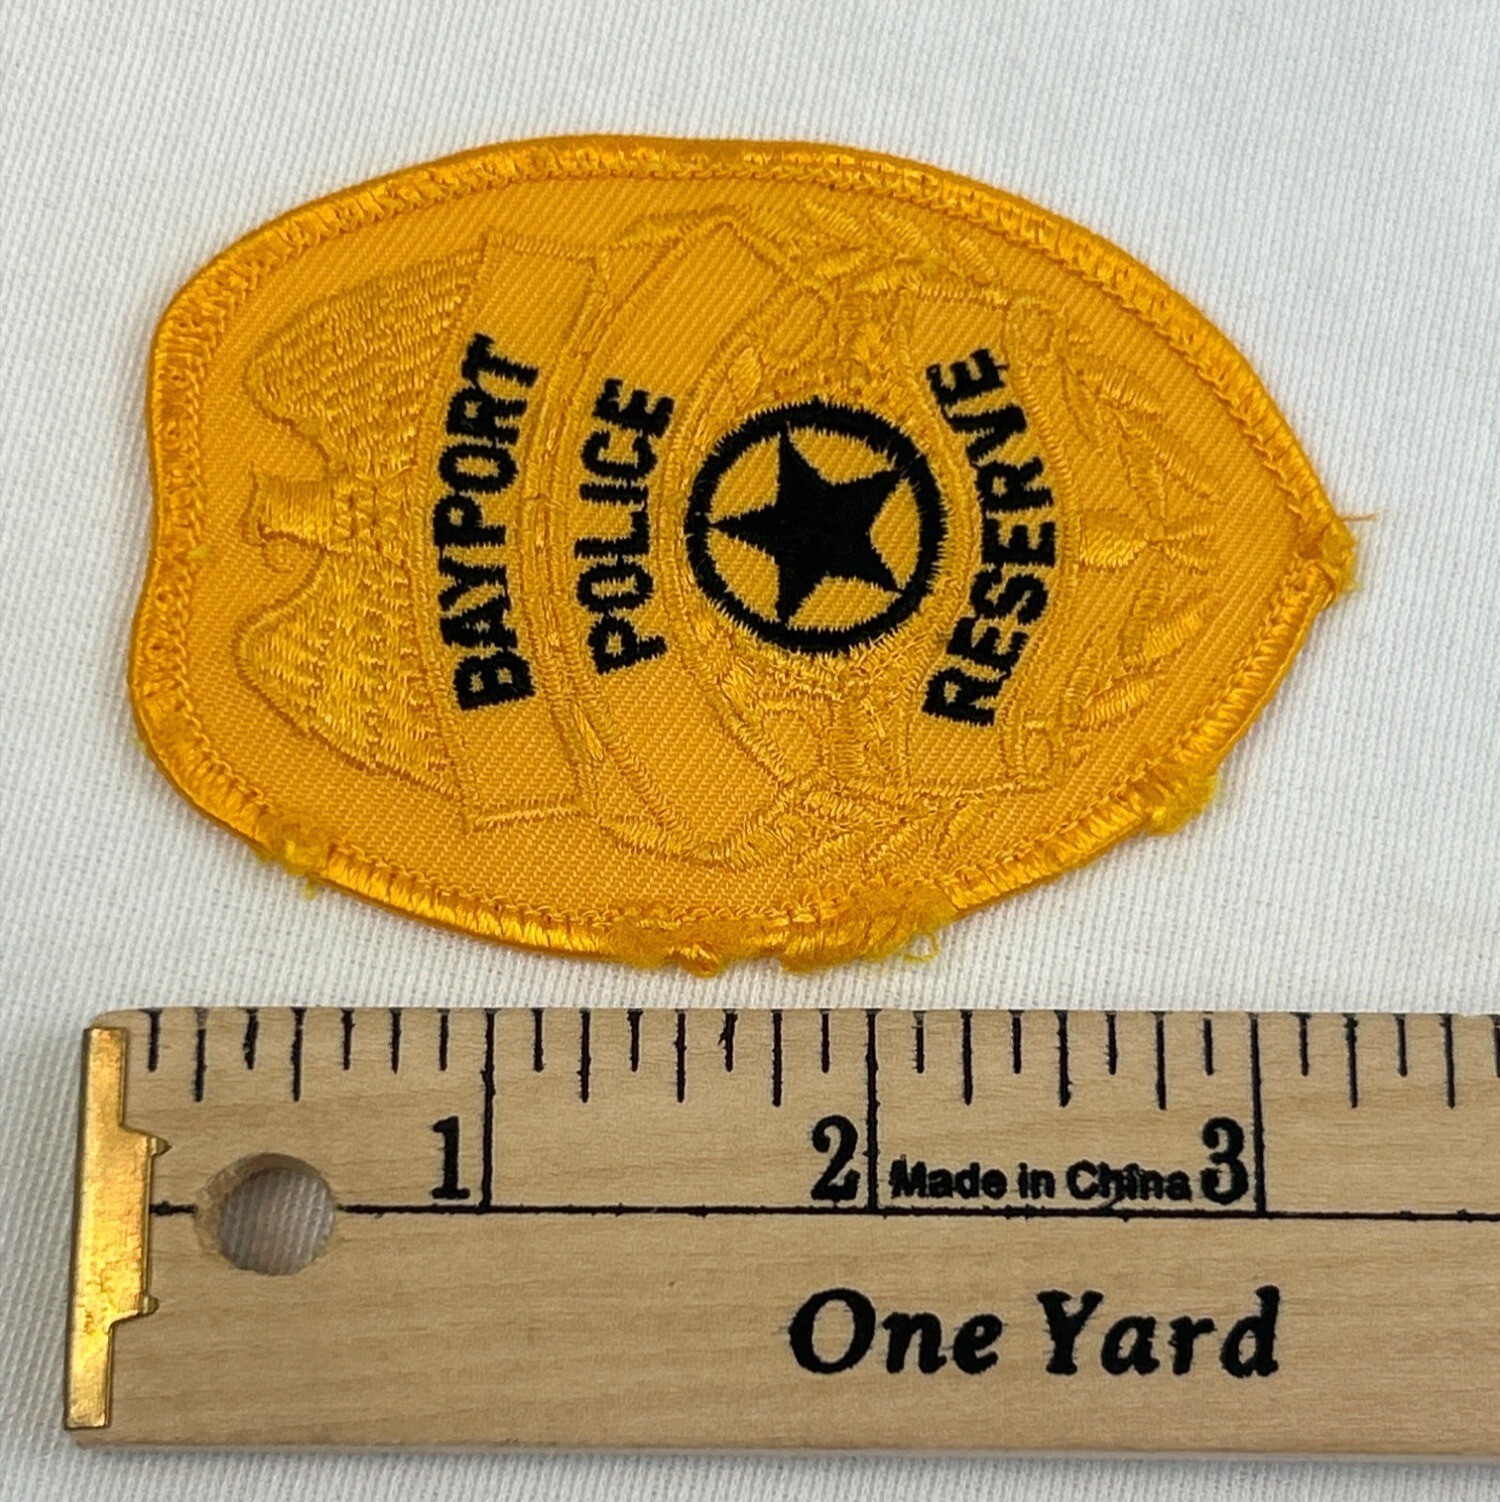 BAYPORT
POLICE
RESERVE
1 2 3
Made in China
One Yard